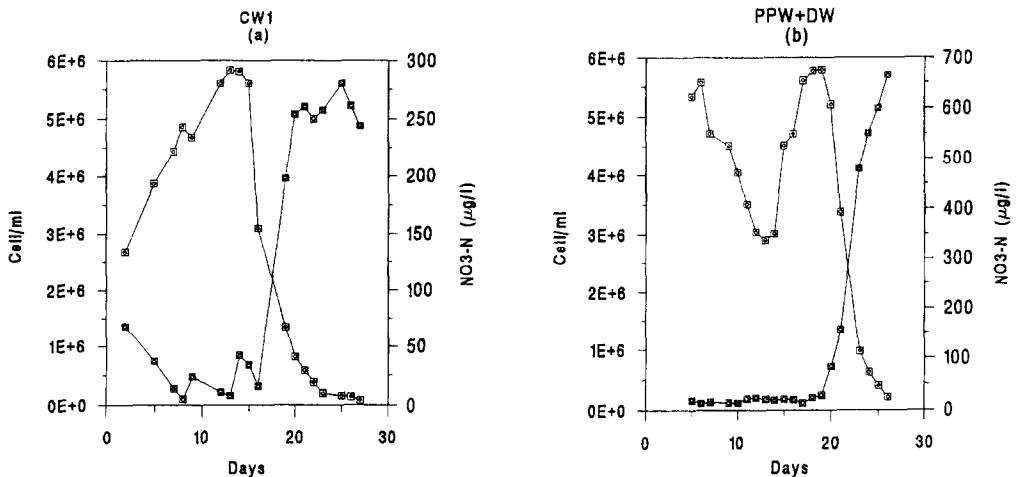 CW1
(a)
6E+6
5E+6
4E+6
3E+6
2E+6
1E+6
0E+0
Cell/ml
300
250
200
150
100
50
0
NO3-N (µg/l)
0
10
20
30
Days
PPW+DW
(b)
6E+6
5E+6
4E+6
3E+6
2E+6
1E+6
0E+0
Cell/ml
700
600
500
400
300
200
100
0
NO3-N (µg/l)
0
10
20
30
Days